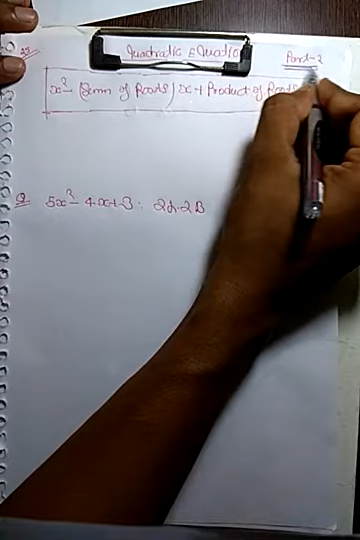 Quadratic Equation
Part-2
x² - (Sum of Roots) x + Product of Roots
Q 5x² - 4x + 3 : 2α, 2β